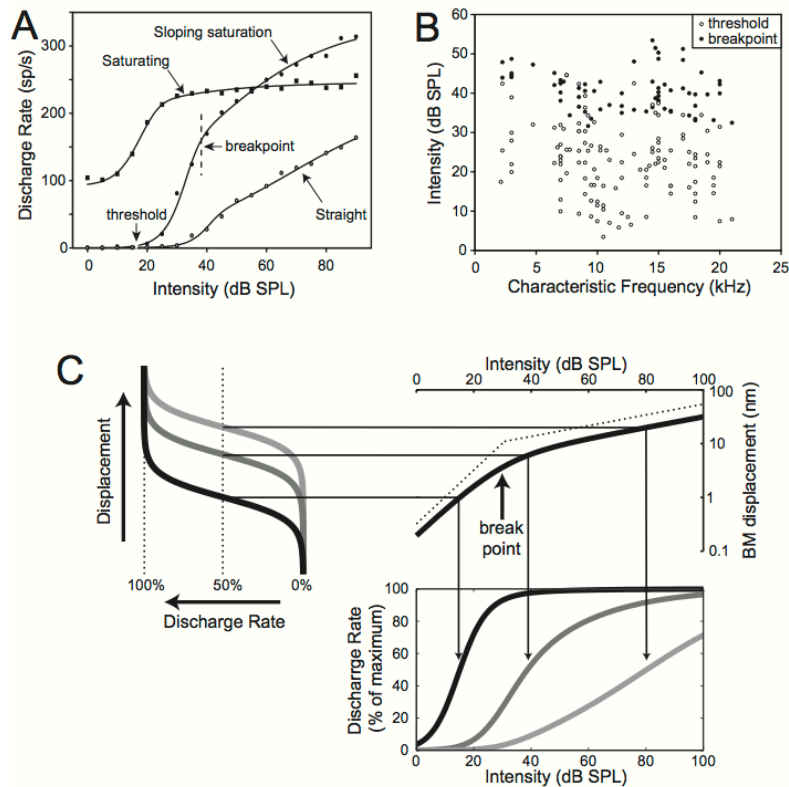 A
Discharge Rate (sp/s)
300
200
100
0
Saturating
Sloping saturation
breakpoint
threshold
Straight
0 20 40 60 80
Intensity (dB SPL)
B
Intensity (dB SPL)
60
50
40
30
20
10
0
threshold
breakpoint
0 5 10 15 20 25
Characteristic Frequency (kHz)
C
Displacement
100% 50% 0%
Discharge Rate
Intensity (dB SPL)
0 20 40 60 80 100
100
10
1
0.1
BM displacement (nm)
break
point
Discharrge Rate
(% of maximum)
100
80
60
40
20
0
0 20 40 60 80 100
Intensity (dB SPL)